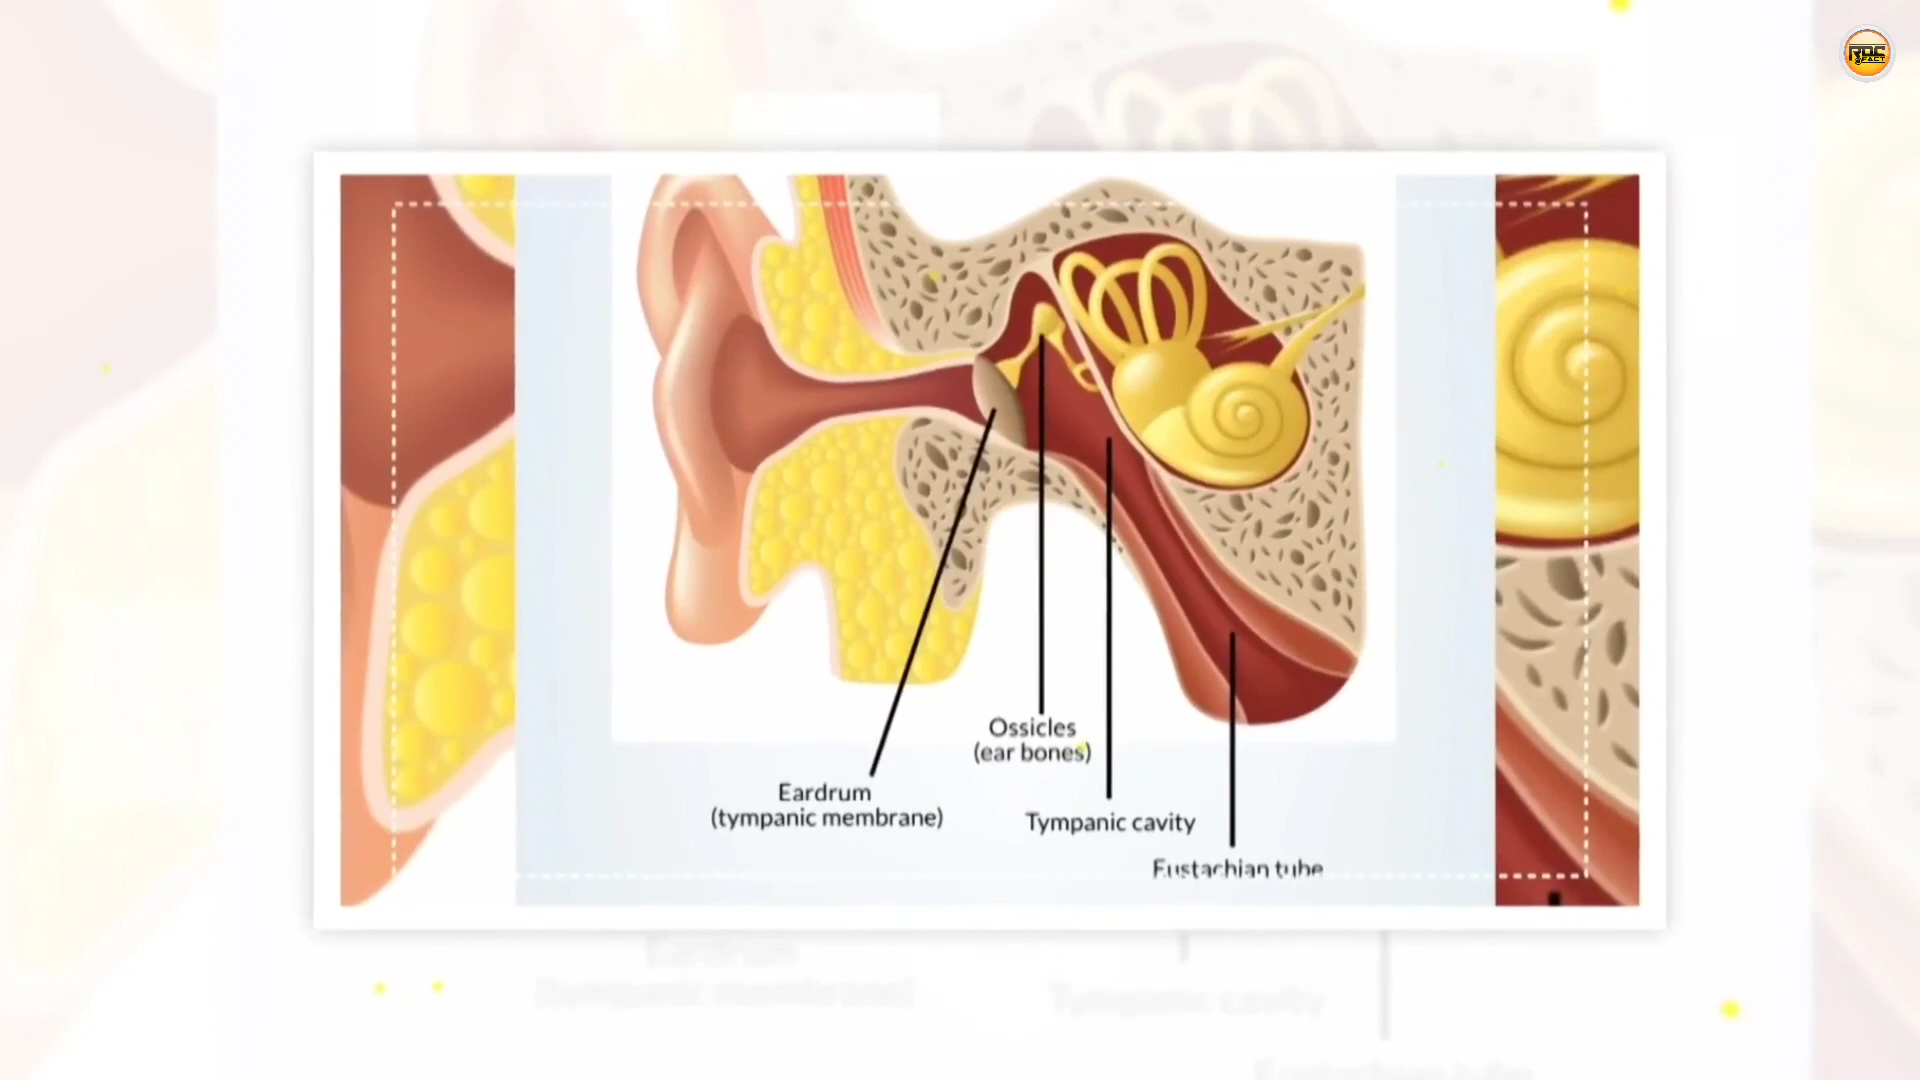 Ossicles
(ear bones)
Eardrum
(tympanic membrane)
Tympanic cavity
Eustachian tube